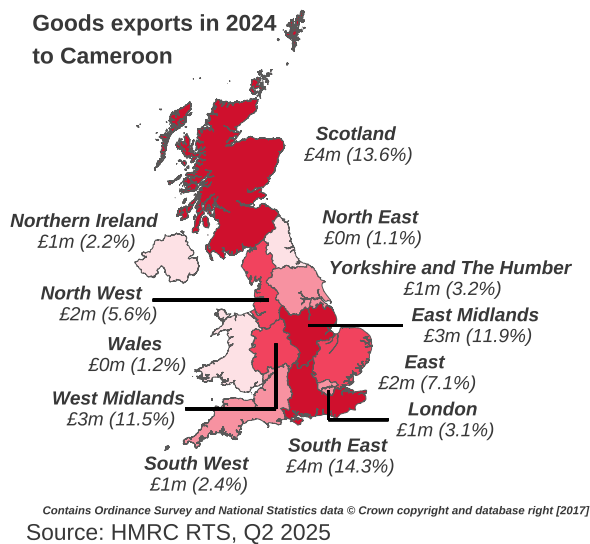 Goods exports in 2024
to Cameroon
Scotland
£4m (13.6%)
Northern Ireland
£1m (2.2%)
North East
£0m (1.1%)
Yorkshire and The Humber
£1m (3.2%)
North West
£2m (5.6%)
East Midlands
£3m (11.9%)
Wales
£0m (1.2%)
East
£2m (7.1%)
West Midlands
£3m (11.5%)
London
£1m (3.1%)
South East
£4m (14.3%)
South West
£1m (2.4%)
Contains Ordinance Survey and National Statistics data © Crown copyright and database right [2017]
Source: HMRC RTS, Q2 2025